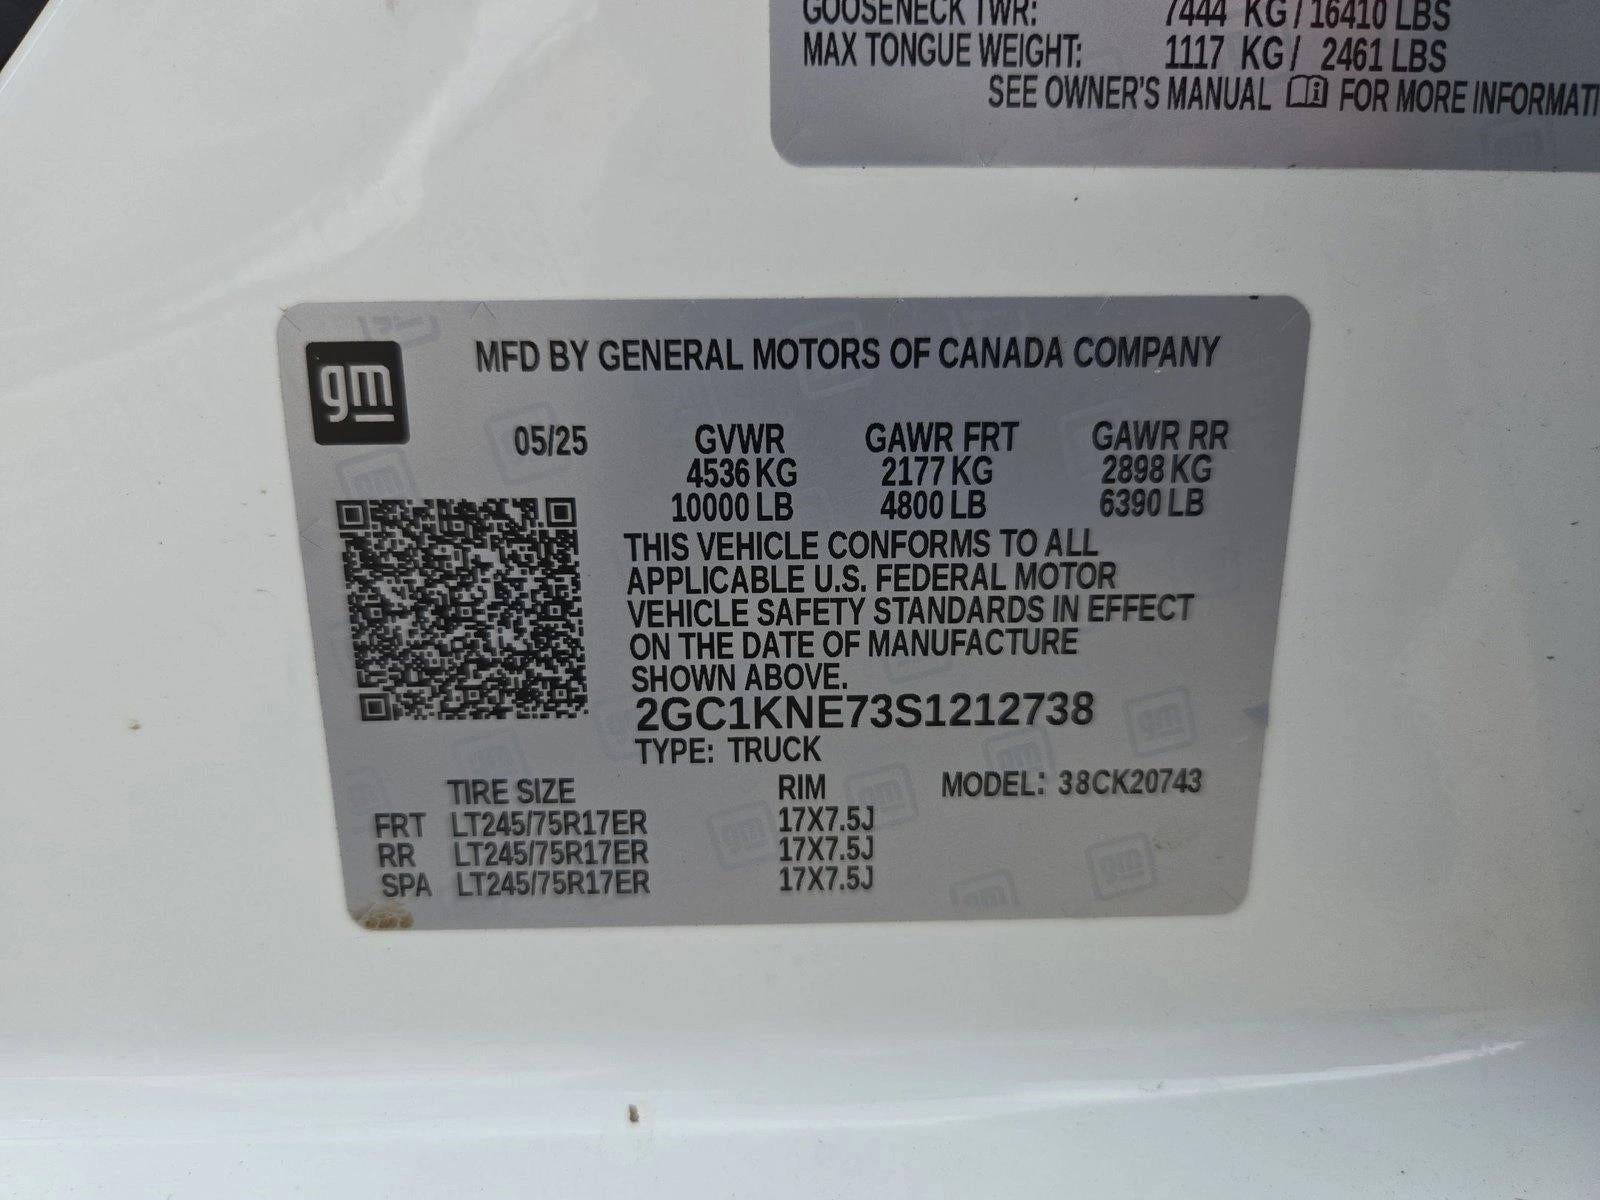 GOOSENECK TWR: 7444 KG / 16410 LBS
MAX TONGUE WEIGHT: 1117 KG / 2461 LBS
SEE OWNER'S MANUAL FOR MORE INFORMATI
gm
MFD BY GENERAL MOTORS OF CANADA COMPANY
05/25 GVWR GAWR FRT GAWR RR
4536 KG 2177 KG 2898 KG
10000 LB 4800 LB 6390 LB
THIS VEHICLE CONFORMS TO ALL
APPLICABLE U.S. FEDERAL MOTOR
VEHICLE SAFETY STANDARDS IN EFFECT
ON THE DATE OF MANUFACTURE
SHOWN ABOVE.
2GC1KNE73S1212738
TYPE: TRUCK
TIRE SIZE RIM MODEL: 38CK20743
FRT LT245/75R17ER 17X7.5J
RR LT245/75R17ER 17X7.5J
SPA LT245/75R17ER 17X7.5J